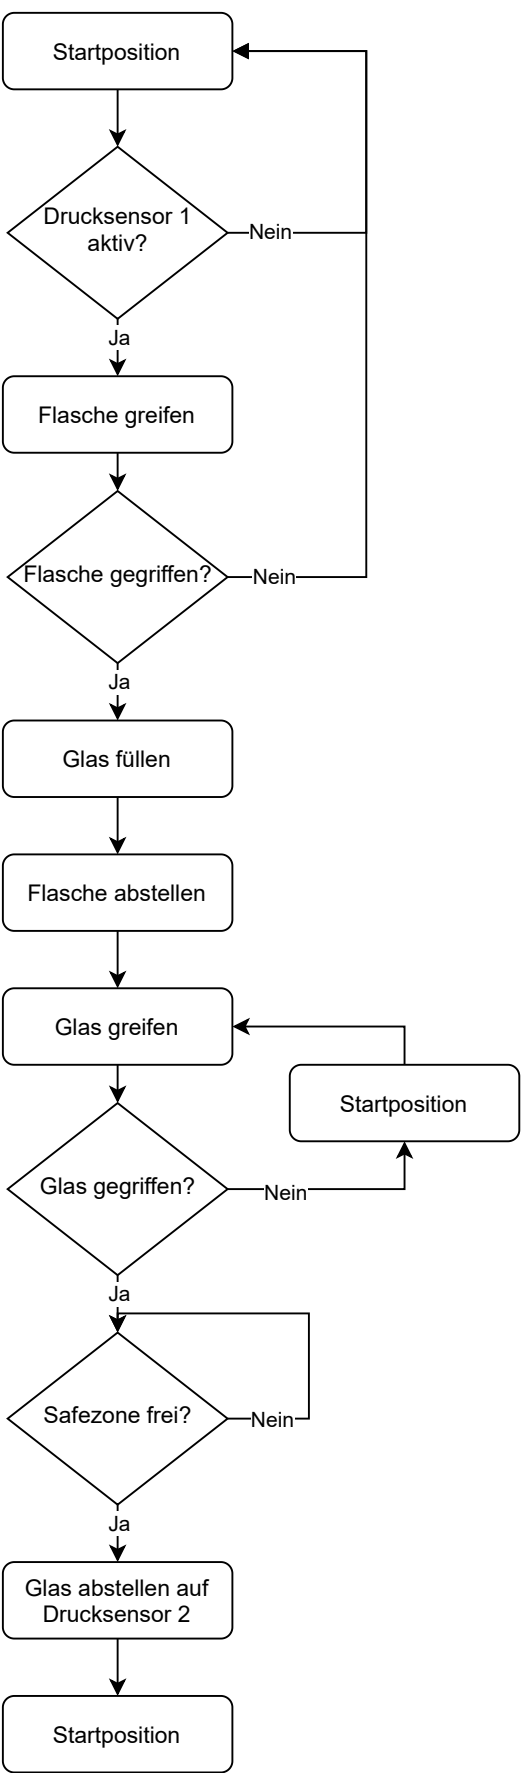 Startposition
Drucksensor 1
aktiv?
Nein
Ja
Flasche greifen
Flasche gegriffen?
Nein
Ja
Glas füllen
Flasche abstellen
Glas greifen
Startposition
Glas gegriffen?
Nein
Ja
Safezone frei?
Nein
Ja
Glas abstellen auf
Drucksensor 2
Startposition